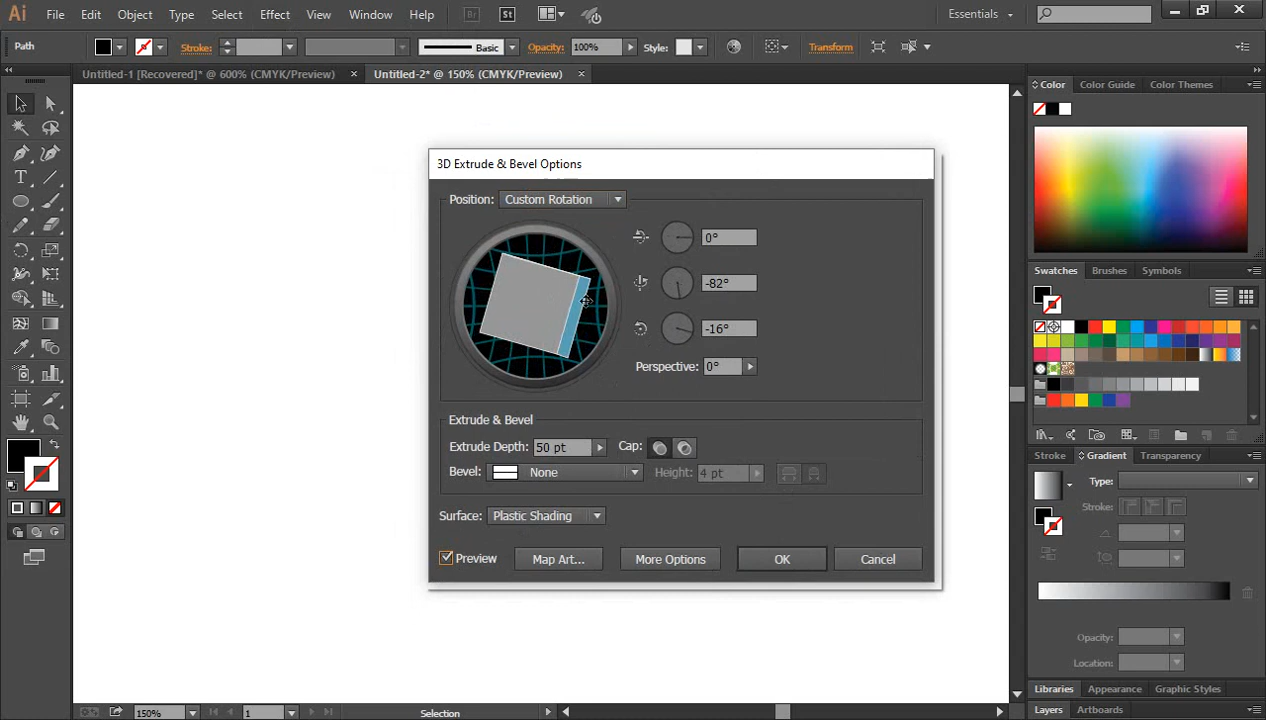 Ai File Edit Object Type Select Effect View Window Help Br St Essentials
Path Stroke: Basic Opacity: 100% Style: Transform
Untitled-1 [Recovered]* @ 600% (CMYK/Preview) Untitled-2* @ 150% (CMYK/Preview)
Color Color Guide Color Themes
3D Extrude & Bevel Options
Position: Custom Rotation
0°
-82°
-16°
Perspective: 0°
Extrude & Bevel
Extrude Depth: 50 pt Cap:
Bevel: None Height: 4 pt
Surface: Plastic Shading
Preview Map Art... More Options OK Cancel
Swatches Brushes Symbols
Stroke Gradient Transparency
Type:
Stroke:
Opacity:
Location:
Libraries Appearance Graphic Styles
Layers Artboards
150% 1 Selection